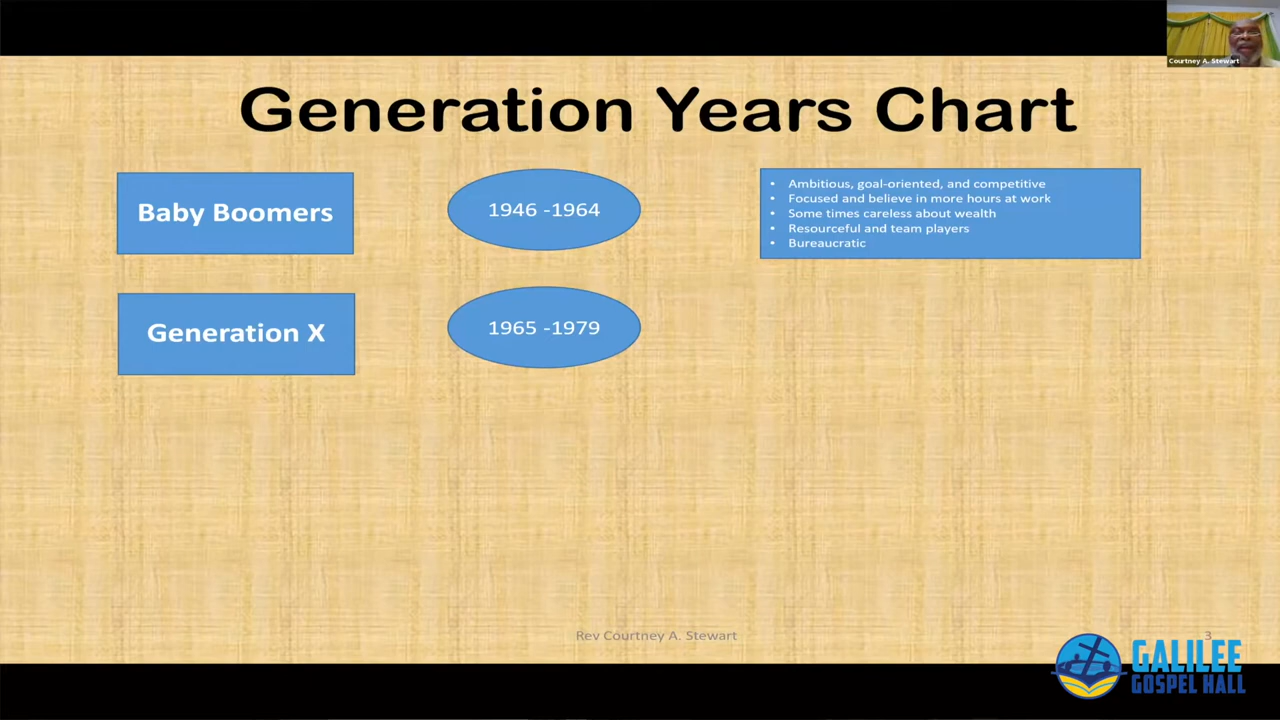 Courtney A. Stewart
Generation Years Chart
Baby Boomers
1946 -1964
• Ambitious, goal-oriented, and competitive
• Focused and believe in more hours at work
• Some times careless about wealth
• Resourceful and team players
• Bureaucratic
Generation X
1965 -1979
Rev Courtney A. Stewart
3
GALILEE
GOSPEL HALL